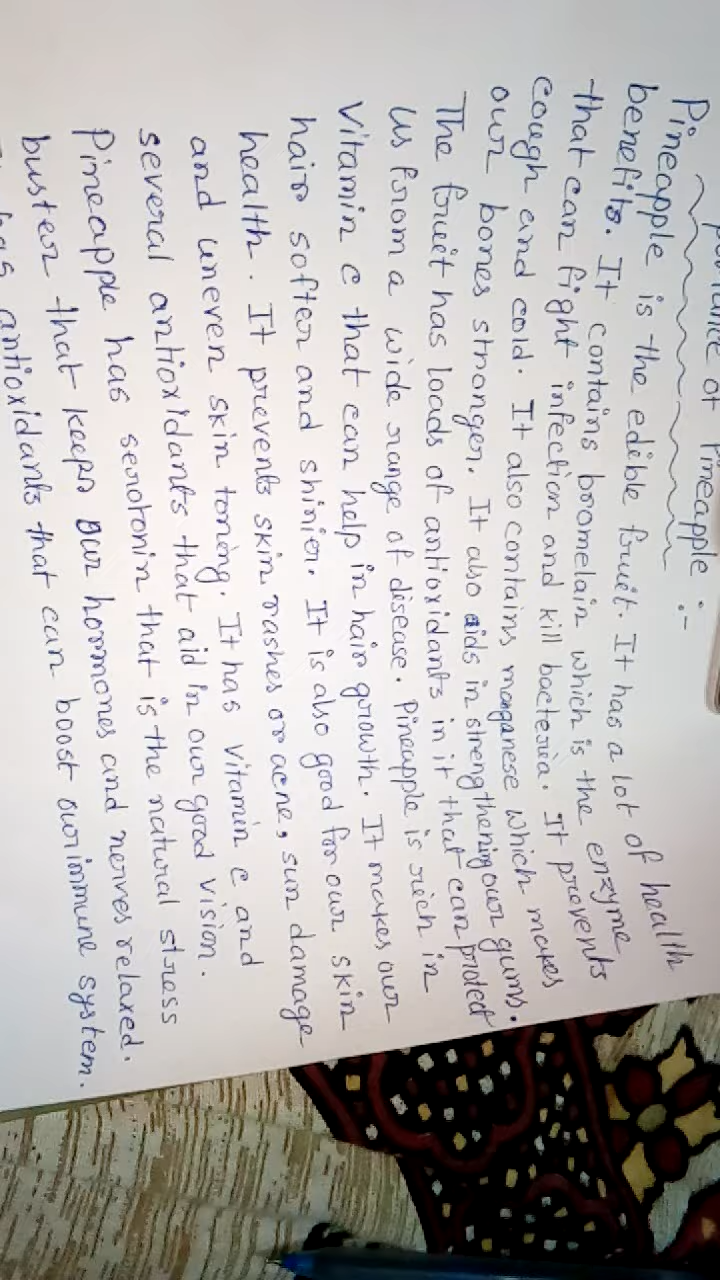 of Pineapple :-
Pineapple is the edible fruit. It has a lot of health
benefits. It contains bromelain which is the enzyme
that can fight infection and kill bacteria. It prevents
cough and cold. It also contains manganese which makes
our bones stronger. It also aids in strengthening our gums.
The fruit has loads of antioxidants in it that can protect
us from a wide range of disease. Pineapple is rich in
vitamin c that can help in hair growth. It makes our
hair softer and shinier. It is also good for our skin
health. It prevents skin rashes or acne, sun damage
and uneven skin toning. It has vitamin c and
several antioxidants that aid in our good vision.
Pineapple has serotonin that is the natural stress
buster that keeps our hormones and nerves relaxed.
has antioxidants that can boost our immune system.